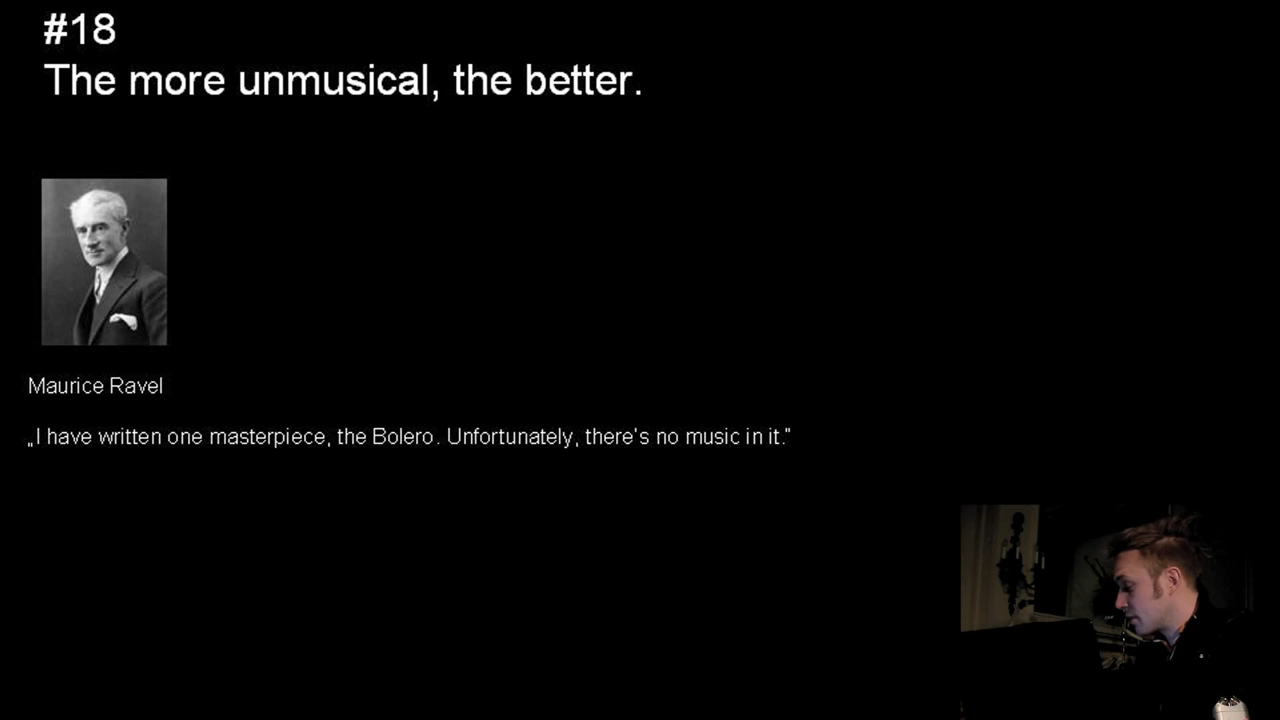 #18
The more unmusical, the better.
Maurice Ravel
„I have written one masterpiece, the Bolero. Unfortunately, there's no music in it."